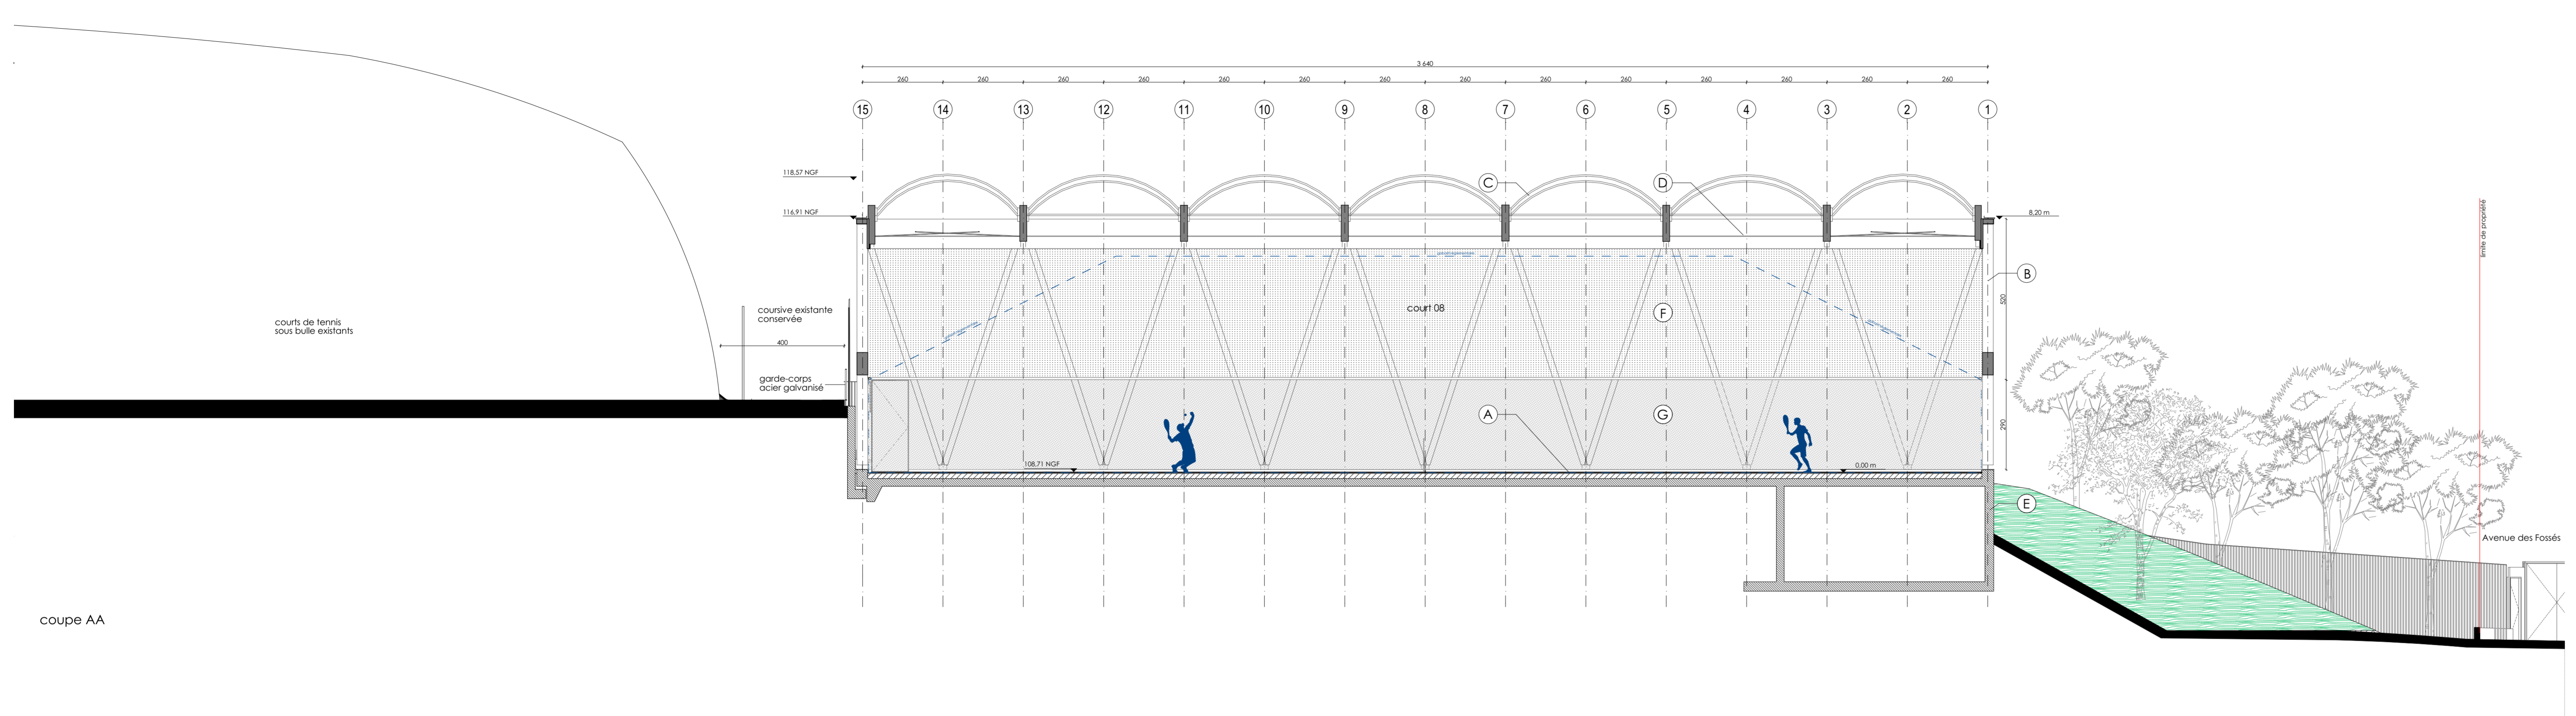 3 640
260 260 260 260 260 260 260 260 260 260 260 260 260 260
15 14 13 12 11 10 9 8 7 6 5 4 3 2 1
118,57 NGF
C
D
116,91 NGF
8,20 m
limite de propriété
B
520
coursive existante
conservée
court 08
F
courts de tennis
sous bulle existants
400
garde-corps
acier galvanisé
A
G
290
108,71 NGF
0,00 m
E
Avenue des Fossés
coupe AA